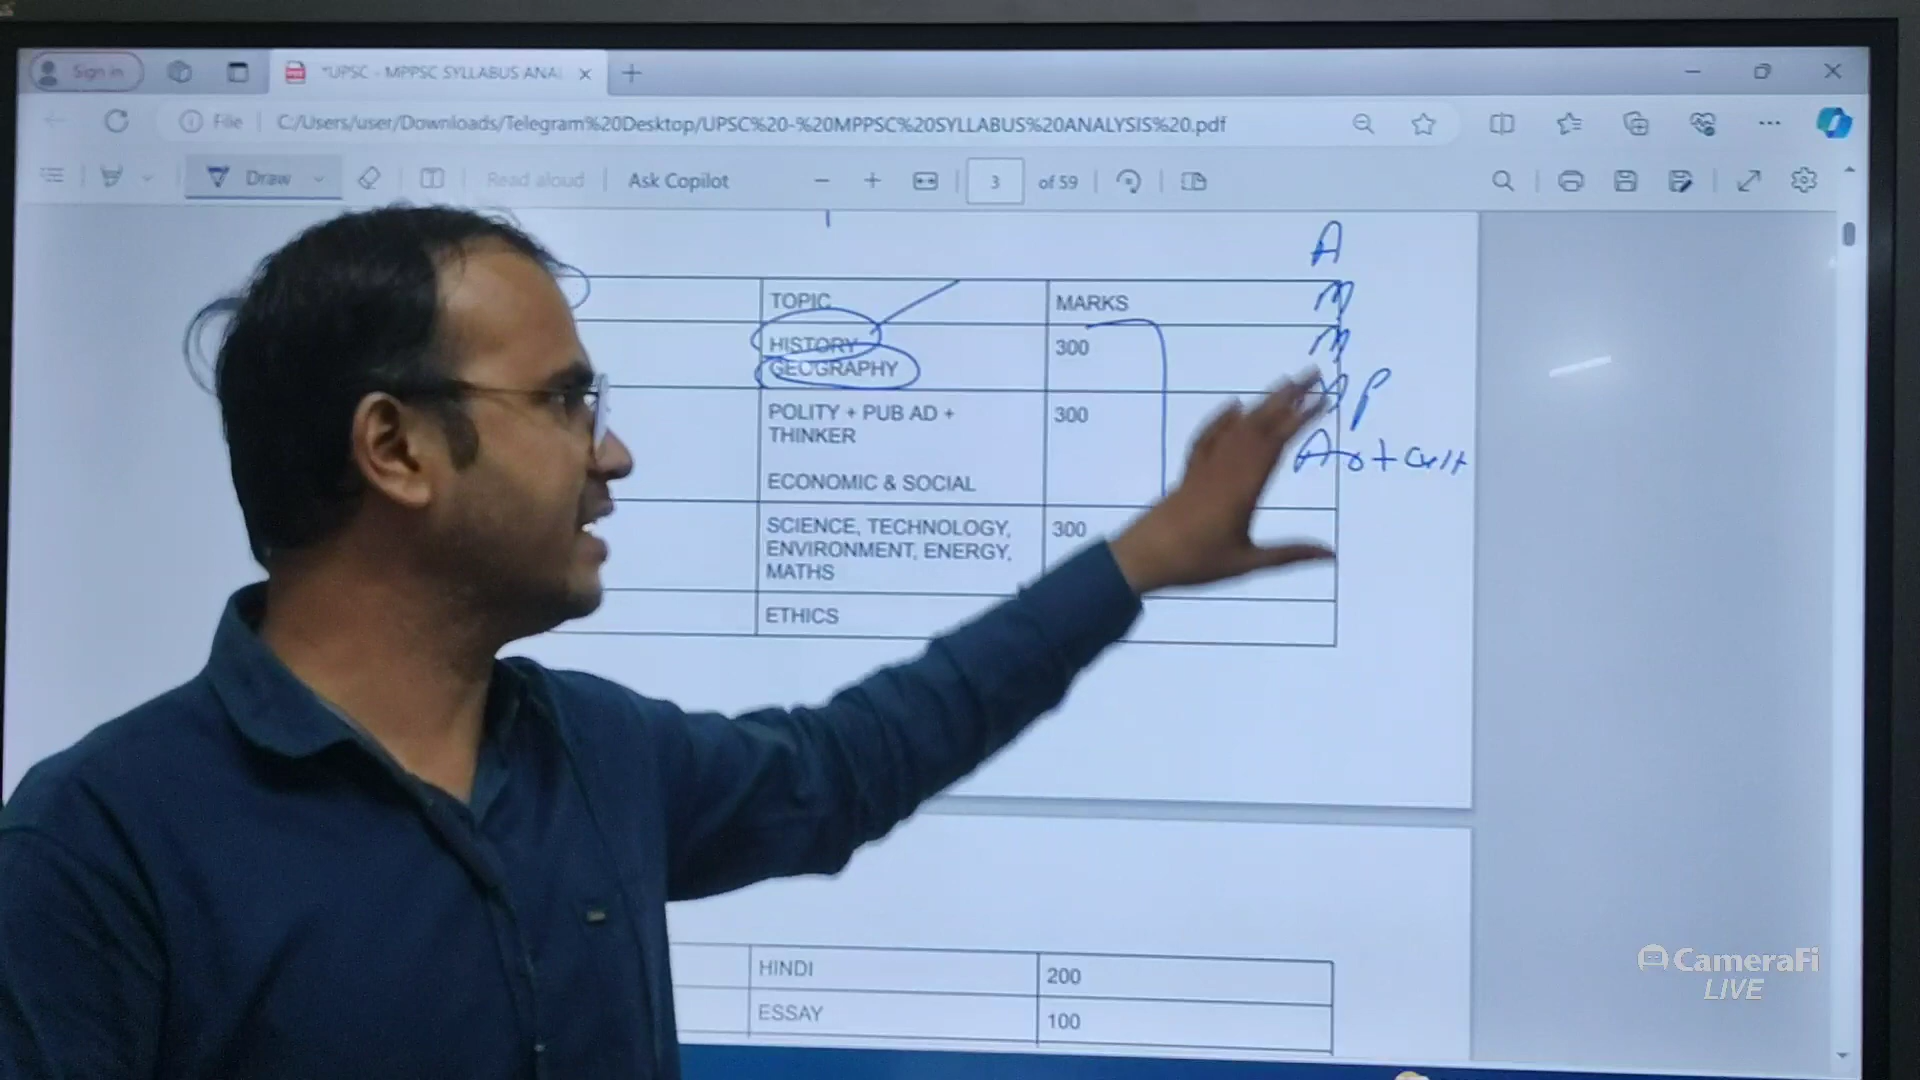 Sign in
*UPSC - MPPSC SYLLABUS ANA
File C:/Users/user/Downloads/Telegram%20Desktop/UPSC%20-%20MPPSC%20SYLLABUS%20ANALYSIS%20.pdf
Draw Read aloud Ask Copilot 3 of 59
A
TOPIC MARKS M
HISTORY 300 M
GEOGRAPHY
MP
POLITY + PUB AD + 300
THINKER
Art + Cult
ECONOMIC & SOCIAL
SCIENCE, TECHNOLOGY, 300
ENVIRONMENT, ENERGY,
MATHS
ETHICS
HINDI 200
ESSAY 100
CameraFi
LIVE